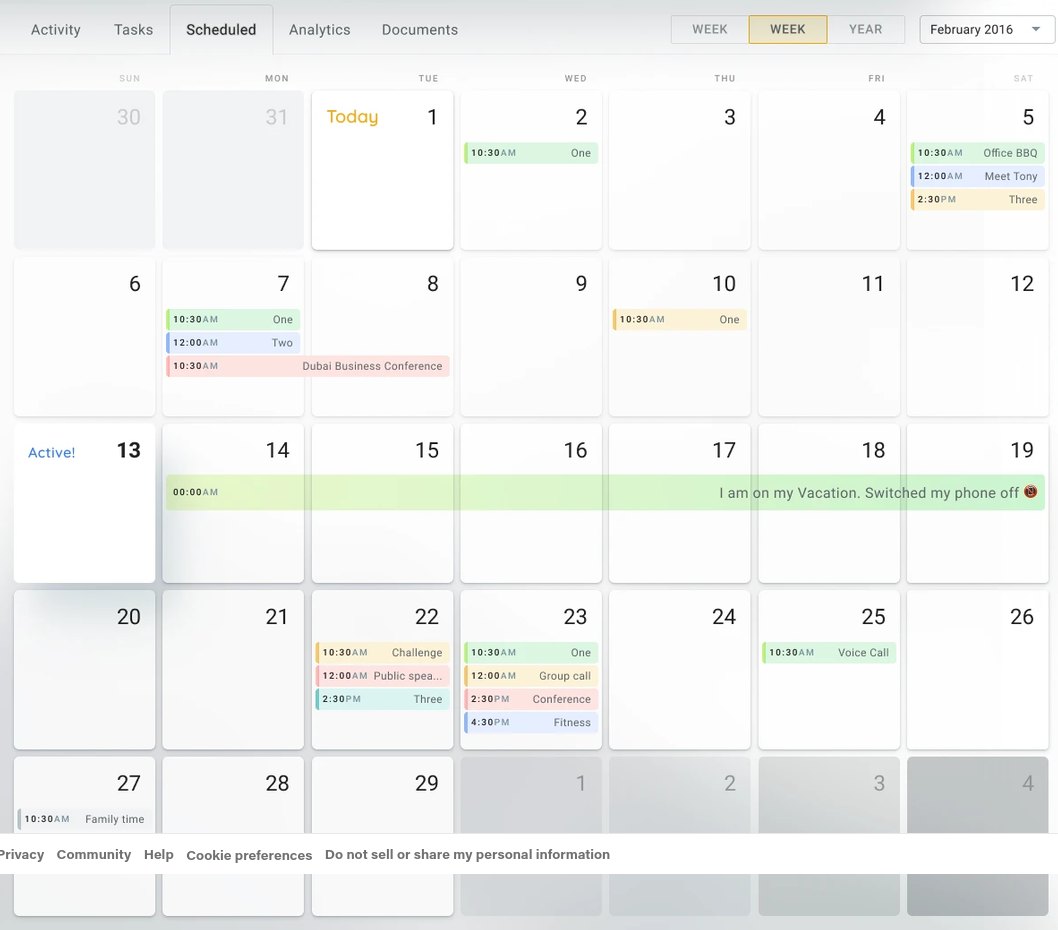 Activity Tasks Scheduled Analytics Documents WEEK WEEK YEAR February 2016
SUN MON TUE WED THU FRI SAT
30 31 Today 1 2 3 4 5
10:30AM One 10:30AM Office BBQ
12:00AM Meet Tony
2:30PM Three
6 7 8 9 10 11 12
10:30AM One 10:30AM One
12:00AM Two
10:30AM Dubai Business Conference
Active! 13 14 15 16 17 18 19
00:00AM I am on my Vacation. Switched my phone off
20 21 22 23 24 25 26
10:30AM Challenge 10:30AM One 10:30AM Voice Call
12:00AM Public spea... 12:00AM Group call
2:30PM Three 2:30PM Conference
4:30PM Fitness
27 28 29 1 2 3 4
10:30AM Family time
Privacy Community Help Cookie preferences Do not sell or share my personal information